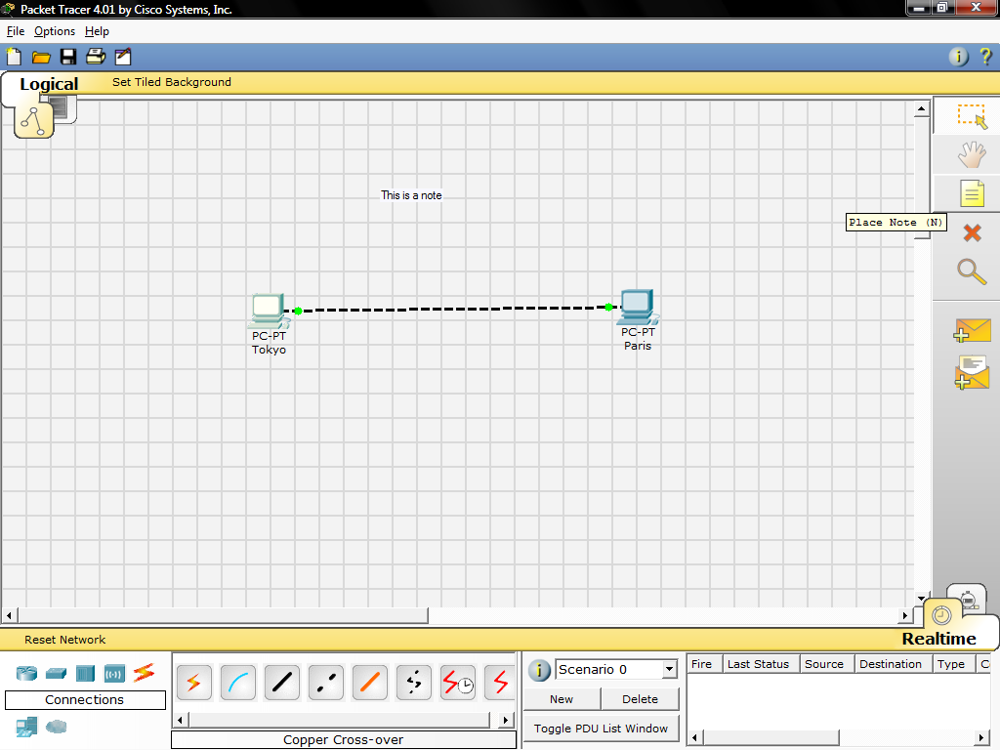 Packet Tracer 4.01 by Cisco Systems, Inc.
File Options Help
Logical Set Tiled Background
This is a note
Place Note (N)
PC-PT
Tokyo
PC-PT
Paris
Realtime
Reset Network
Connections
Copper Cross-over
Scenario 0
New Delete
Toggle PDU List Window
Fire Last Status Source Destination Type